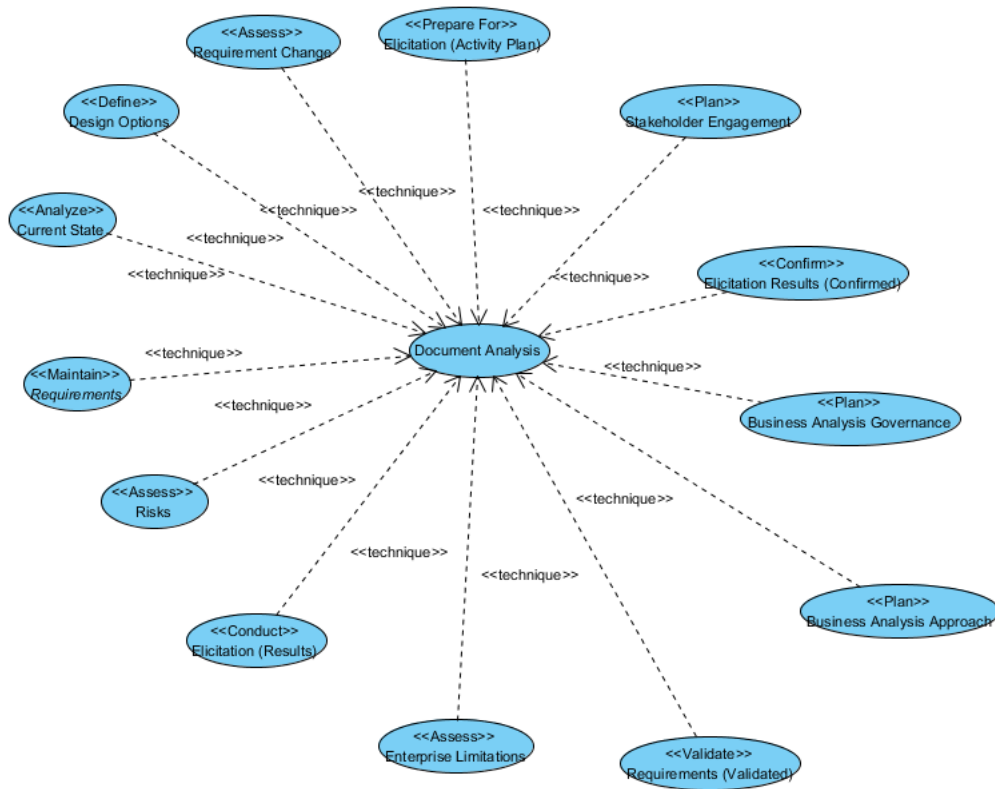 <<Prepare For>>
Elicitation (Activity Plan)
<<Assess>>
Requirement Change
<<Define>>
Design Options
<<Plan>>
Stakeholder Engagement
<<technique>>
<<technique>>
<<technique>>
<<Analyze>>
Current State
<<technique>>
<<technique>>
<<technique>>
<<Confirm>>
Elicitation Results (Confirmed)
Document Analysis
<<technique>>
<<technique>>
<<Maintain>>
Requirements
<<Plan>>
Business Analysis Governance
<<technique>>
<<Assess>>
Risks
<<technique>>
<<technique>>
<<technique>>
<<technique>>
<<Plan>>
Business Analysis Approach
<<Conduct>>
Elicitation (Results)
<<Assess>>
Enterprise Limitations
<<Validate>>
Requirements (Validated)